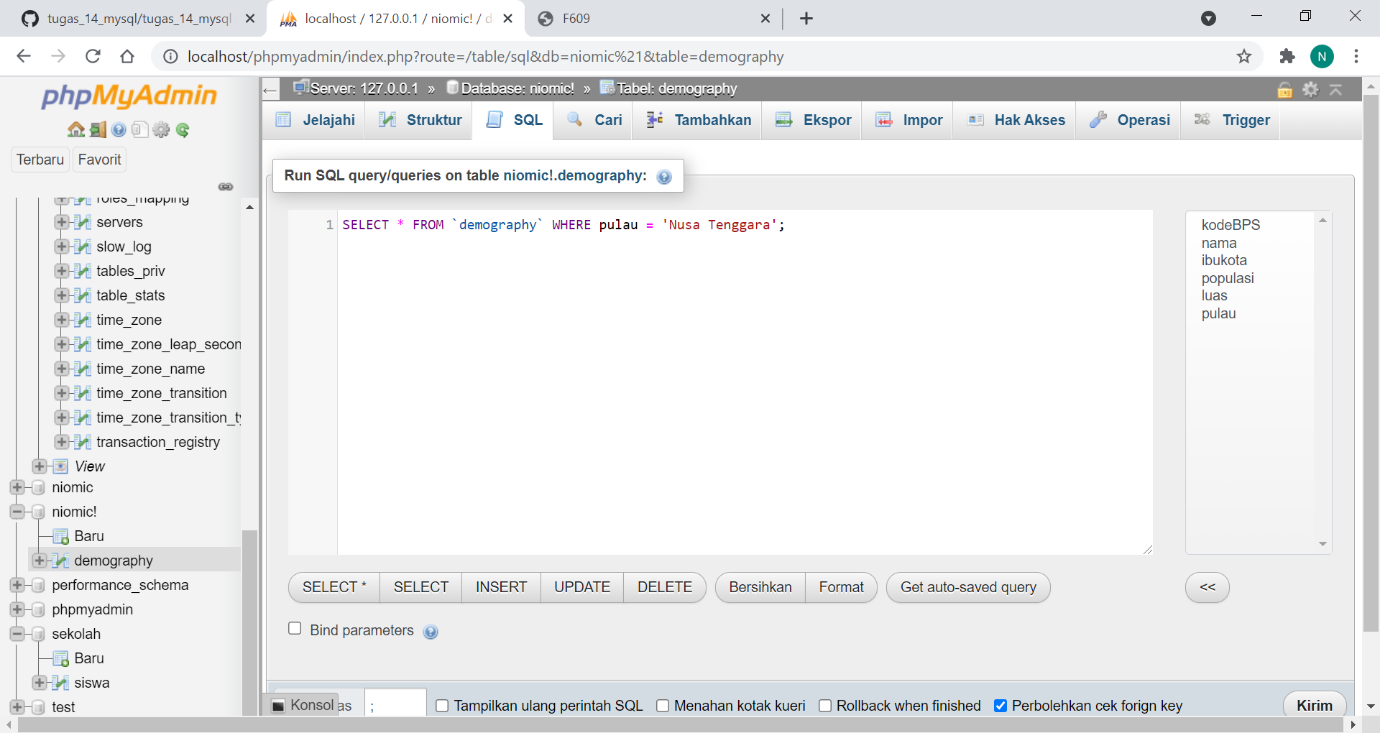 tugas_14_mysql/tugas_14_mysql
localhost / 127.0.0.1 / niomic! / d
F609
localhost/phpmyadmin/index.php?route=/table/sql&db=niomic%21&table=demography
N
phpMyAdmin
Terbaru Favorit
roles_mapping
servers
slow_log
tables_priv
table_stats
time_zone
time_zone_leap_secon
time_zone_name
time_zone_transition
time_zone_transition_ty
transaction_registry
View
niomic
niomic!
Baru
demography
performance_schema
phpmyadmin
sekolah
Baru
siswa
test
Server: 127.0.0.1 » Database: niomic! » Tabel: demography
Jelajahi Struktur SQL Cari Tambahkan Ekspor Impor Hak Akses Operasi Trigger
Run SQL query/queries on table niomic!.demography:
1 SELECT * FROM `demography` WHERE pulau = 'Nusa Tenggara';
kodeBPS
nama
ibukota
populasi
luas
pulau
SELECT * SELECT INSERT UPDATE DELETE Bersihkan Format Get auto-saved query <<
Bind parameters
Konsol as ; Tampilkan ulang perintah SQL Menahan kotak kueri Rollback when finished Perbolehkan cek forign key Kirim